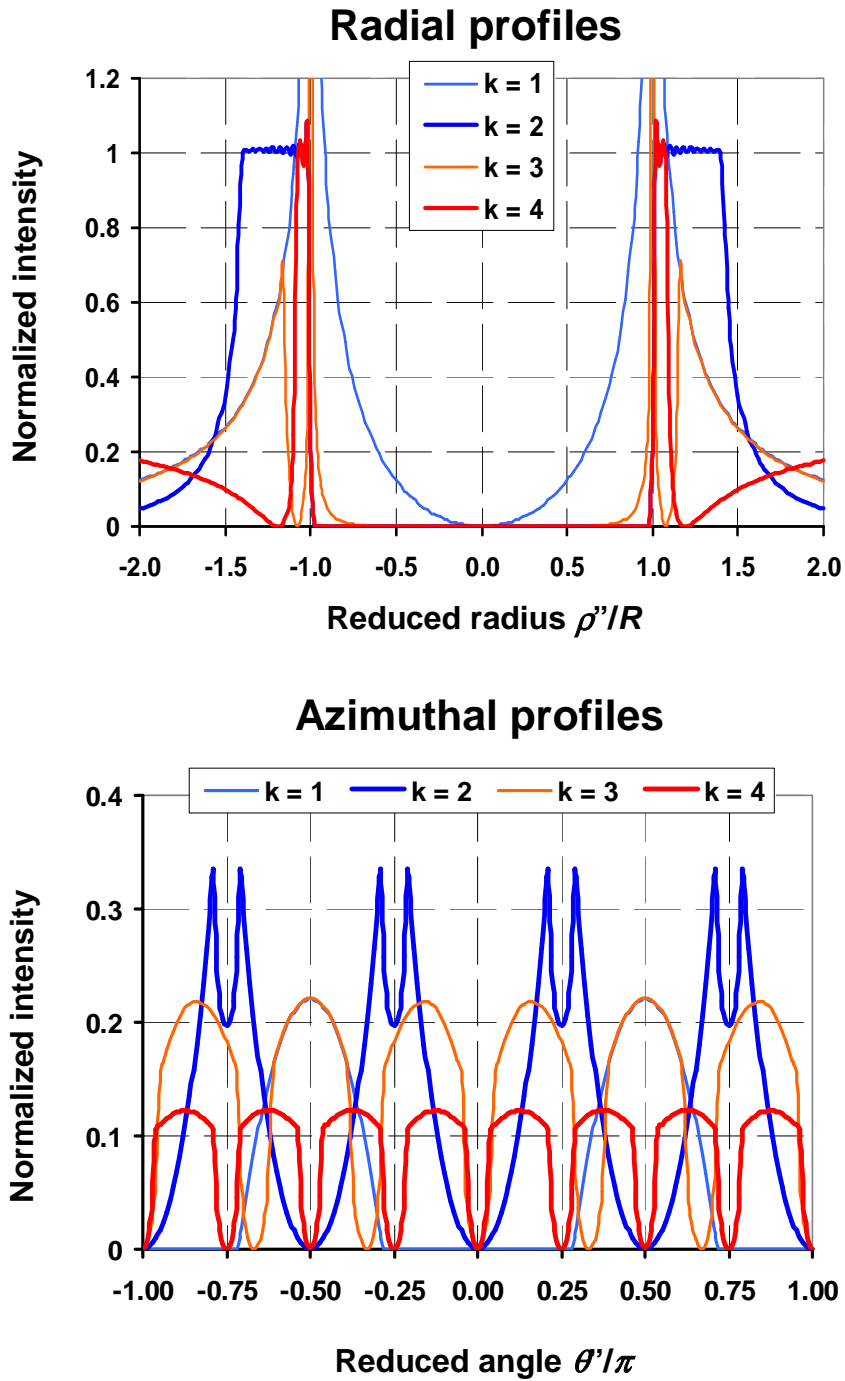 Radial profiles
Normalized intensity
1.2
1
0.8
0.6
0.4
0.2
0
k = 1
k = 2
k = 3
k = 4
-2.0 -1.5 -1.0 -0.5 0.0 0.5 1.0 1.5 2.0
Reduced radius ρ”/R
Azimuthal profiles
Normalized intensity
k = 1 k = 2 k = 3 k = 4
0.4
0.3
0.2
0.1
0
-1.00 -0.75 -0.50 -0.25 0.00 0.25 0.50 0.75 1.00
Reduced angle θ”/π